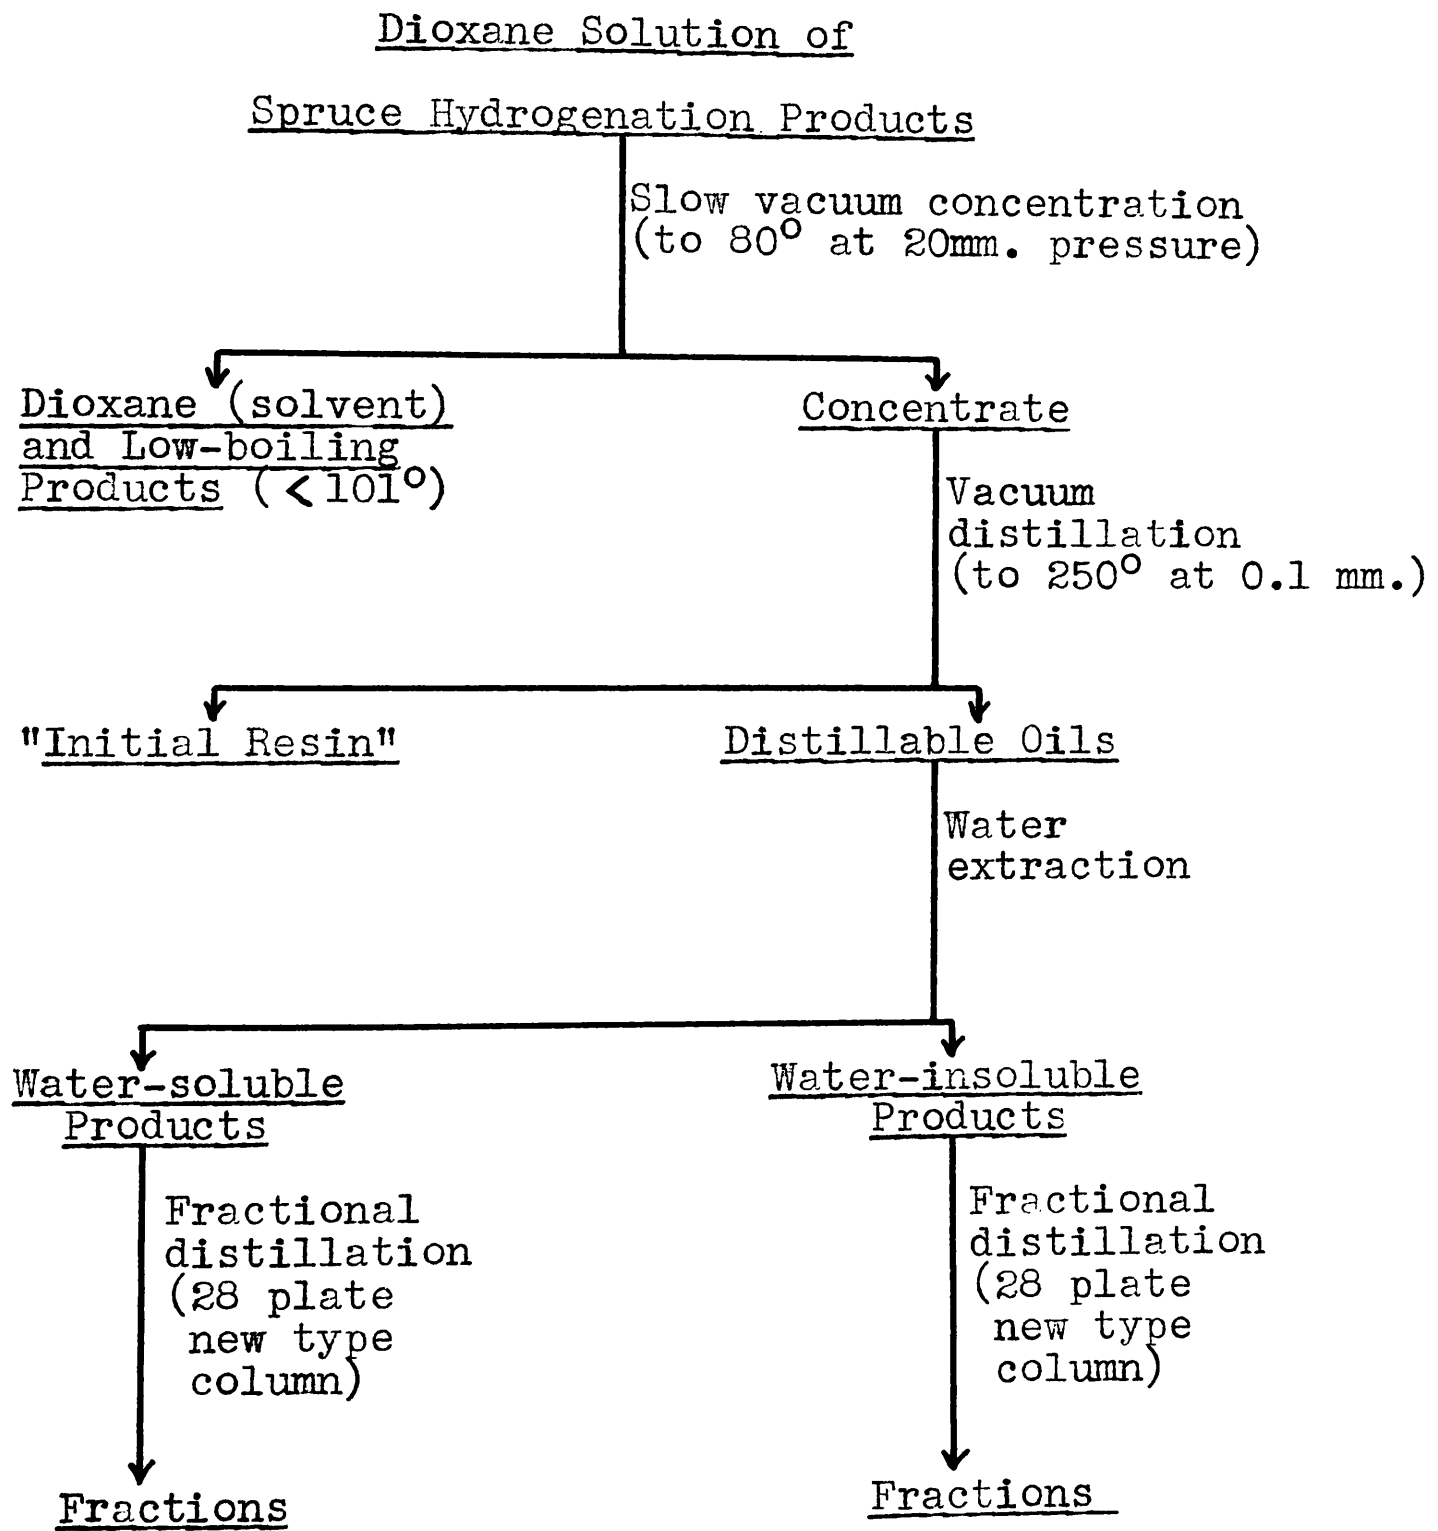 Dioxane Solution of
Spruce Hydrogenation Products
Slow vacuum concentration
(to 80° at 20mm. pressure)
Dioxane (solvent)
and Low-boiling
Products (<101°)
Concentrate
Vacuum
distillation
(to 250° at 0.1 mm.)
"Initial Resin"
Distillable Oils
Water
extraction
Water-soluble
Products
Water-insoluble
Products
Fractional
distillation
(28 plate
new type
column)
Fractional
distillation
(28 plate
new type
column)
Fractions
Fractions